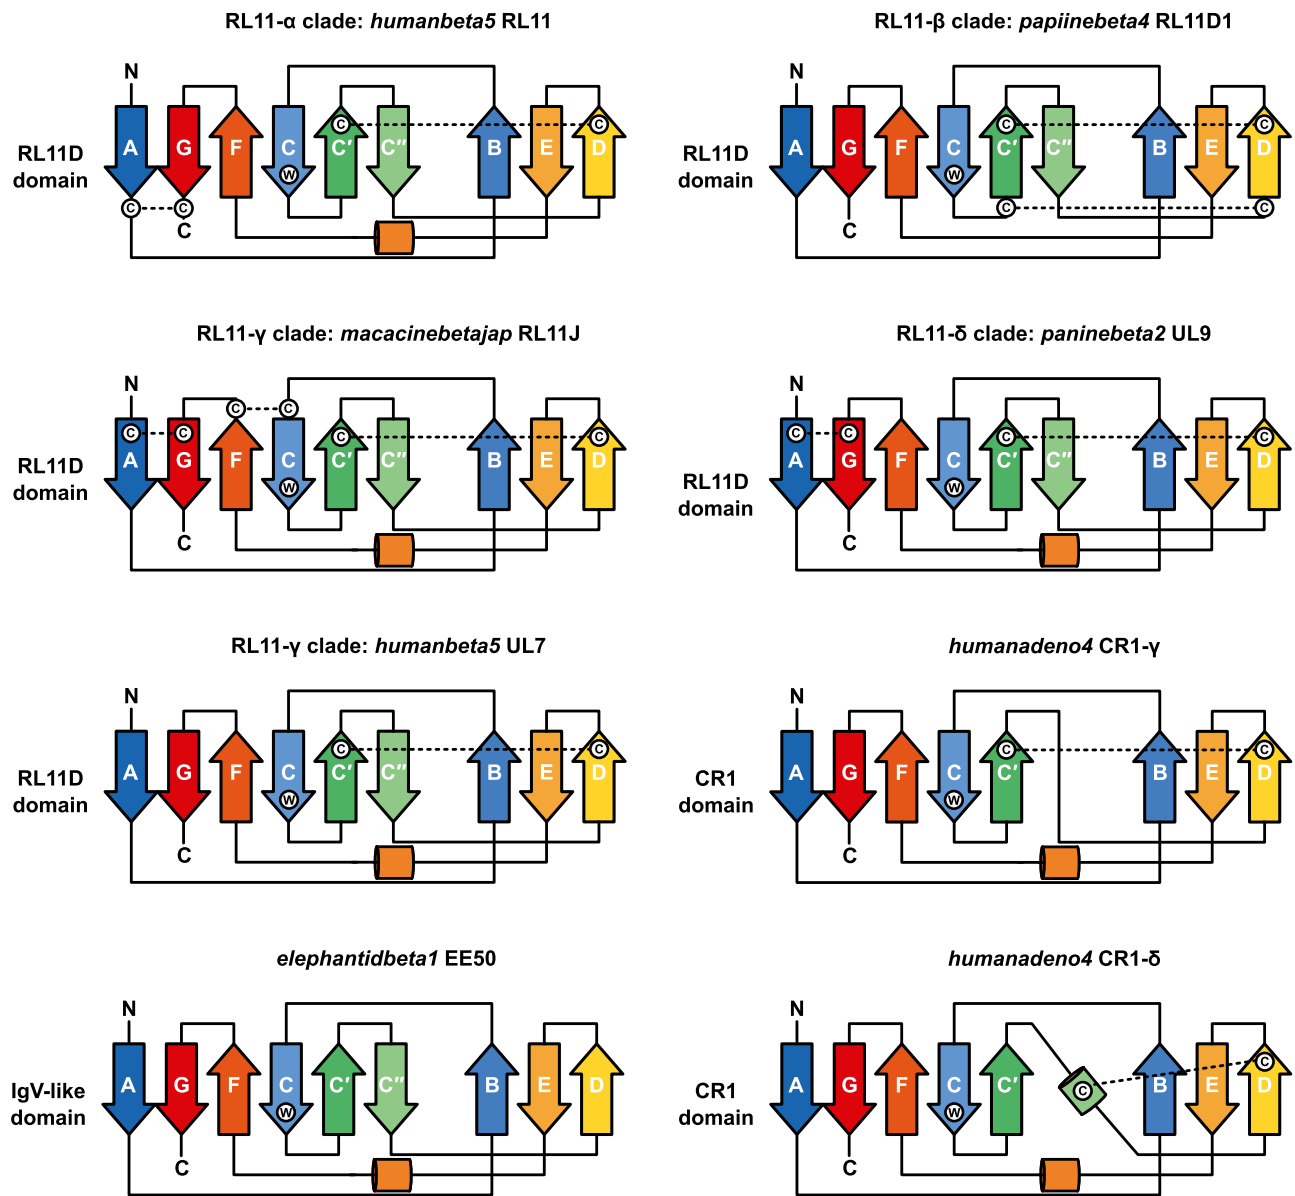 RL11-α clade: humanbeta5 RL11
N
RL11D
domain
A G F C C′ C″ B E D
C C
W
C C
C
RL11-β clade: papiinebeta4 RL11D1
N
RL11D
domain
A G F C C′ C″ B E D
C C
W
C C
C
RL11-γ clade: macacinebetajap RL11J
N
C C
C C C C
RL11D
domain
A G F C C′ C″ B E D
W
C
RL11-δ clade: paninebeta2 UL9
N
C C C C
RL11D
domain
A G F C C′ C″ B E D
W
C
RL11-γ clade: humanbeta5 UL7
N
C C
RL11D
domain
A G F C C′ C″ B E D
W
C
humanadeno4 CR1-γ
N
C C
CR1
domain
A G F C C′ B E D
W
C
elephantidbeta1 EE50
N
IgV-like
domain
A G F C C′ C″ B E D
W
C
humanadeno4 CR1-δ
N
C
CR1
domain
A G F C C′ B E D
C
W
C